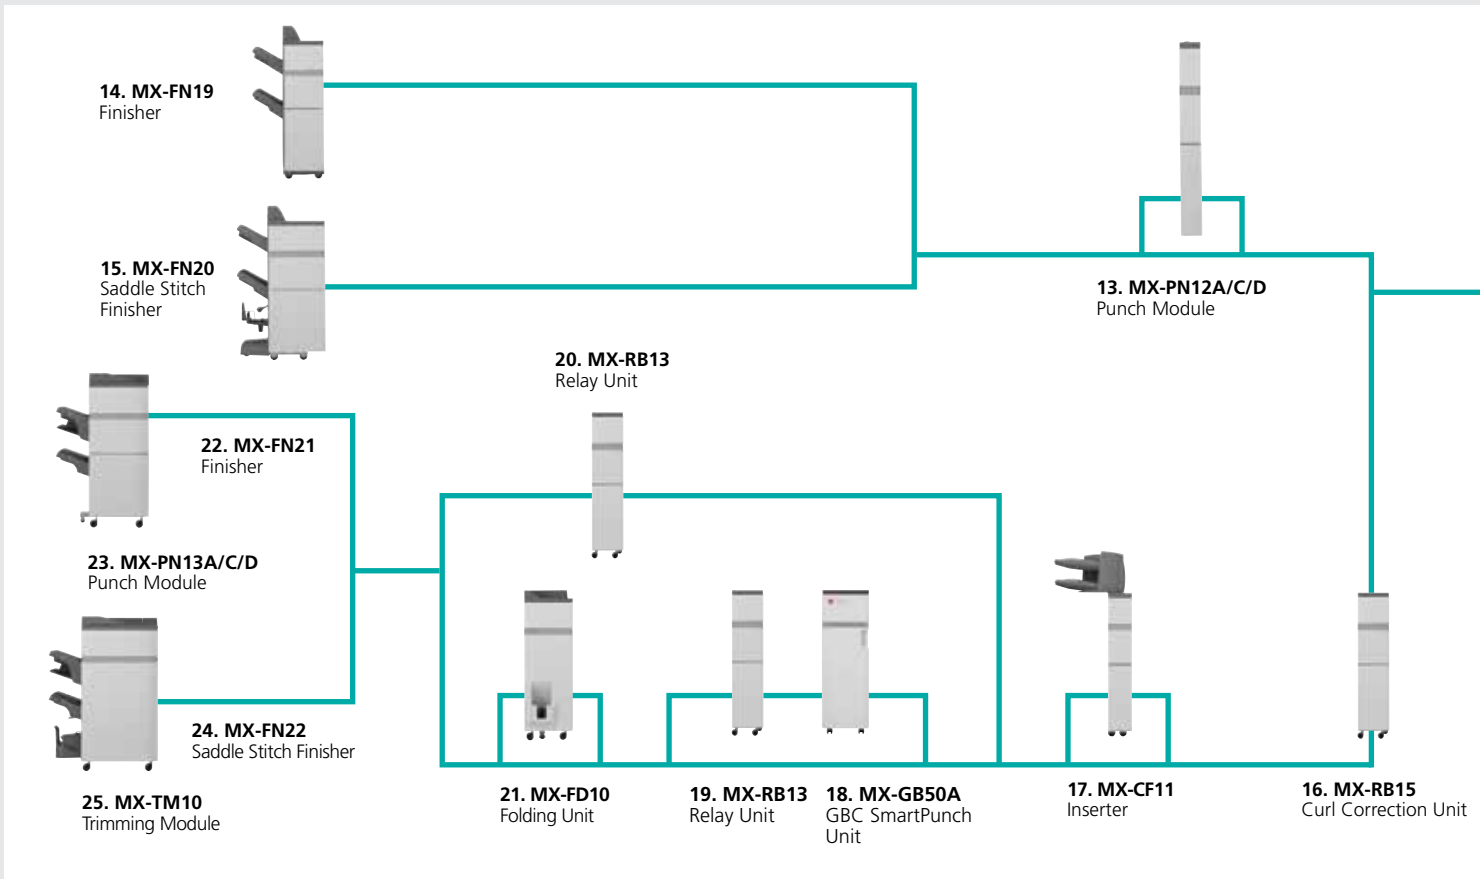 14. MX-FN19
Finisher
15. MX-FN20
Saddle Stitch
Finisher
13. MX-PN12A/C/D
Punch Module
20. MX-RB13
Relay Unit
22. MX-FN21
Finisher
23. MX-PN13A/C/D
Punch Module
24. MX-FN22
Saddle Stitch Finisher
25. MX-TM10
Trimming Module
21. MX-FD10
Folding Unit
19. MX-RB13
Relay Unit
18. MX-GB50A
GBC SmartPunch
Unit
17. MX-CF11
Inserter
16. MX-RB15
Curl Correction Unit